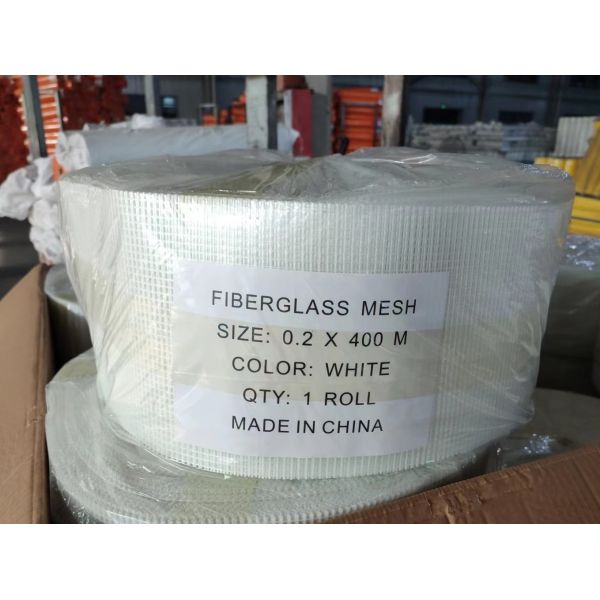 FIBERGLASS MESH
SIZE: 0.2 X 400 M
COLOR: WHITE
QTY: 1 ROLL
MADE IN CHINA